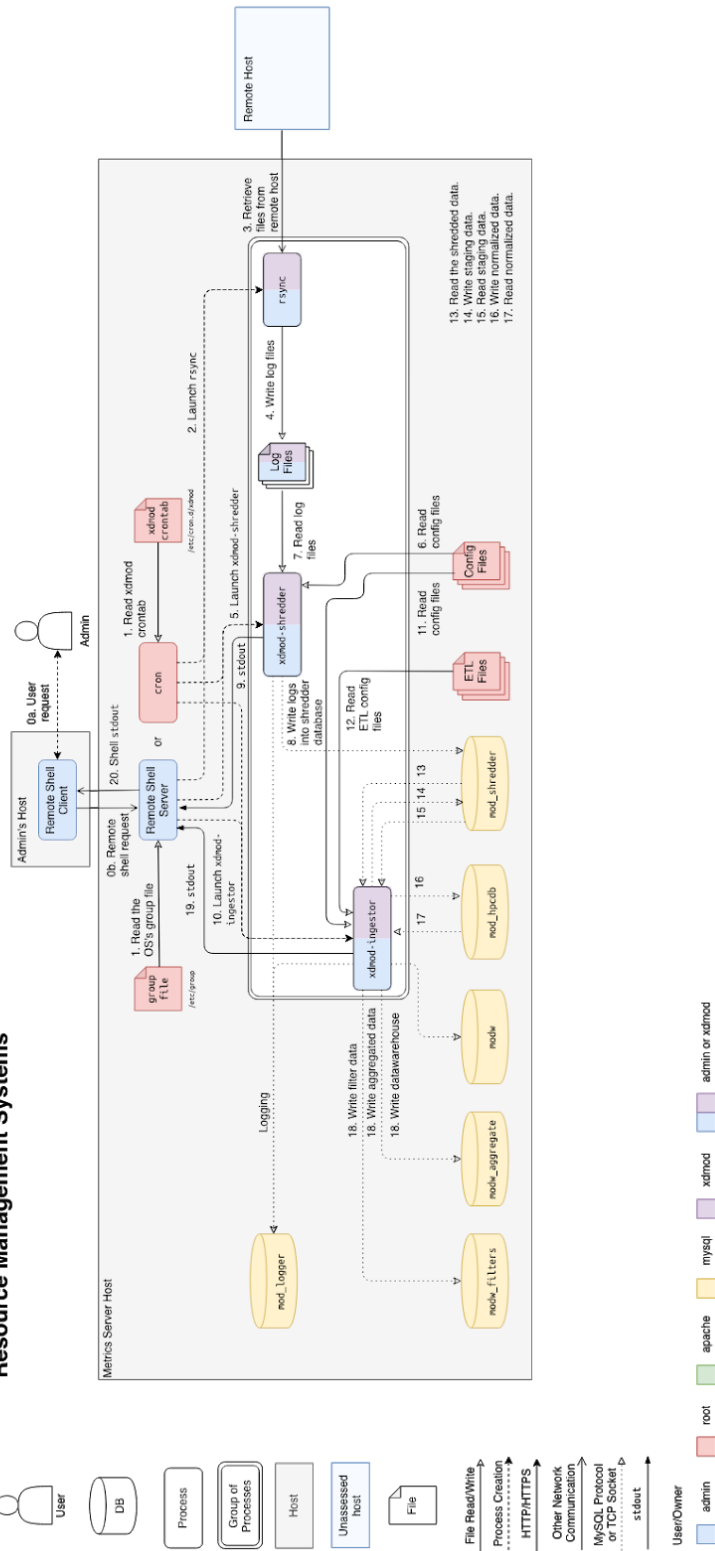 Resource Management Systems
Admin's Host
Remote Shell
Client
0a. User
request
Admin
0b. Remote
shell request
20. Shell stdout
Metrics Server Host
group
file
/etc/group
1. Read the
OS's group file
Remote Shell
Server
or
cron
1. Read xdmod
crontab
xdmod
crontab
/etc/cron.d/xdmod
2. Launch rsync
19. stdout
10. Launch xdmod-
ingestor
5. Launch xdmod-shredder
9. stdout
Remote Host
3. Retrieve
files from
remote host
rsync
4. Write log files
Log
Files
7. Read log
files
xdmod-shredder
8. Write logs
into shredder
database
xdmod-ingestor
12. Read
ETL config
files
11. Read
config files
6. Read
config files
Logging
mod_logger
18. Write filter data
18. Write aggregated data
18. Write datawarehouse
17
16
15
14
13
modw_filters
modw_aggregate
modw
mod_hpcdb
mod_shredder
ETL
Files
Config
Files
13. Read the shredded data.
14. Write staging data.
15. Read staging data.
16. Write normalized data.
17. Read normalized data.
User
DB
Process
Group of
Processes
Host
Unassessed
host
File
File Read/Write
Process Creation
HTTP/HTTPS
Other Network
Communication
MySQL Protocol
or TCP Socket
stdout
User/Owner
admin
root
apache
mysql
xdmod
admin or xdmod